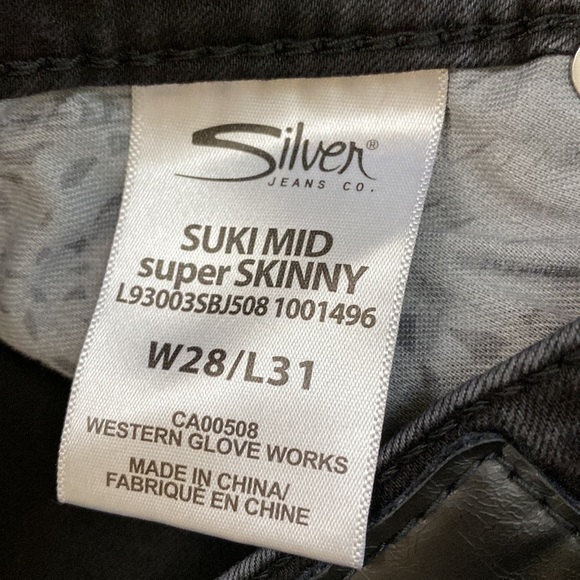 Silver®
JEANS CO.
SUKI MID
super SKINNY
L93003SBJ508 1001496
W28/L31
CA00508
WESTERN GLOVE WORKS
MADE IN CHINA/
FABRIQUÉ EN CHINE